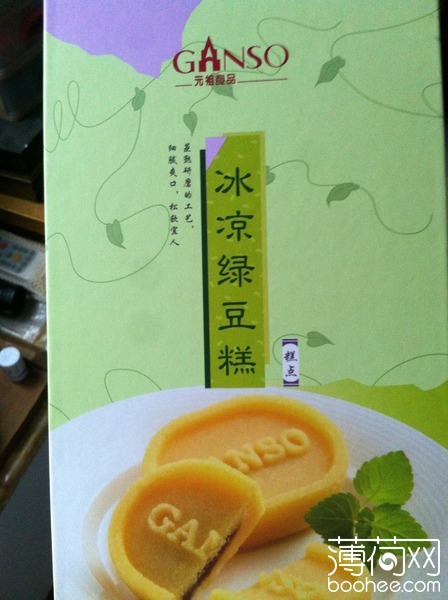 GANSO
元祖食品
蒸熟研磨的工艺，
细腻爽口，松软宜人
冰凉绿豆糕
【糕点】
GANSO
GAN
薄荷网
boohee.com